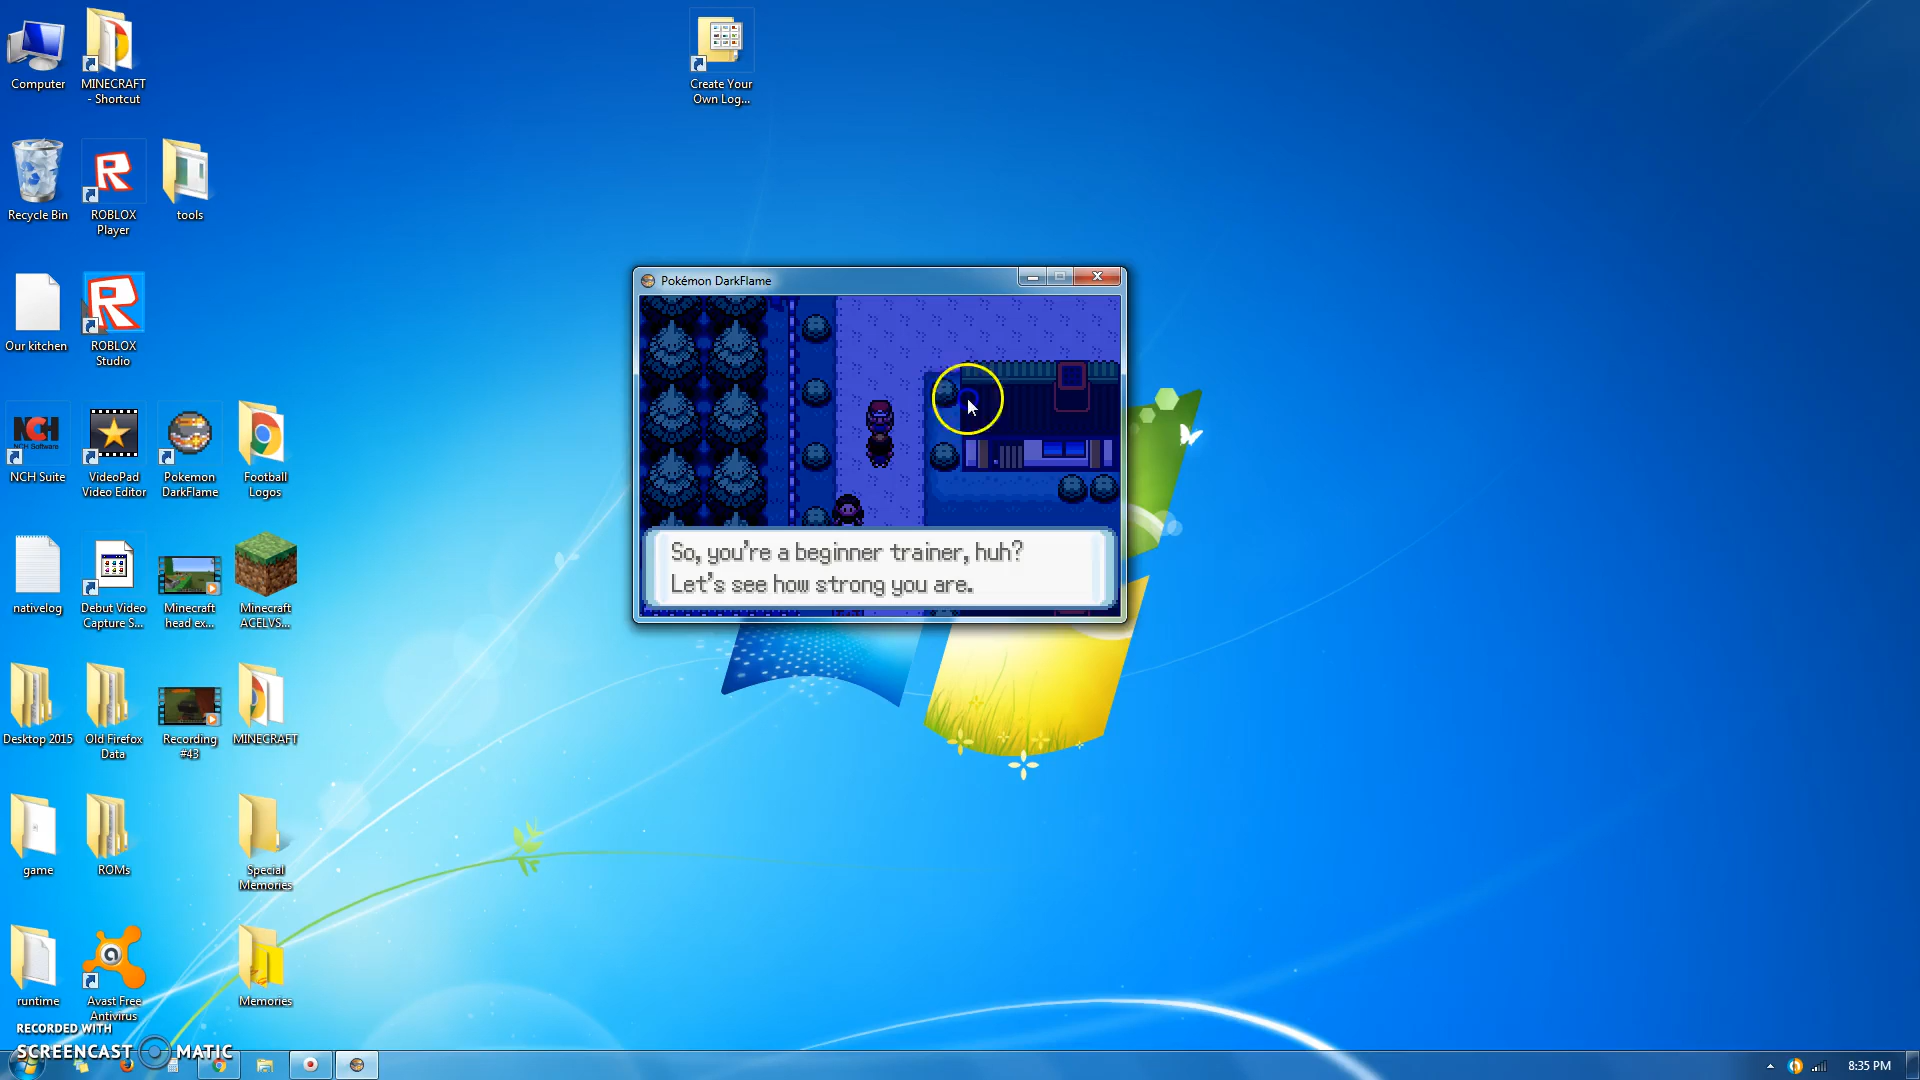 Computer
MINECRAFT
- Shortcut
Create Your
Own Log...
Recycle Bin
ROBLOX
Player
tools
Our kitchen
ROBLOX
Studio
Pokémon DarkFlame
So, you're a beginner trainer, huh?
Let's see how strong you are.
NCH
NCH Software
NCH Suite
VideoPad
Video Editor
Pokemon
DarkFlame
Football
Logos
nativelog
Debut Video
Capture S...
Minecraft
head ex...
Minecraft
ACELVS...
Desktop 2015
Old Firefox
Data
Recording
#43
MINECRAFT
game
ROMs
Special
Memories
runtime
Avast Free
Antivirus
Memories
RECORDED WITH
SCREENCAST MATIC
8:35 PM